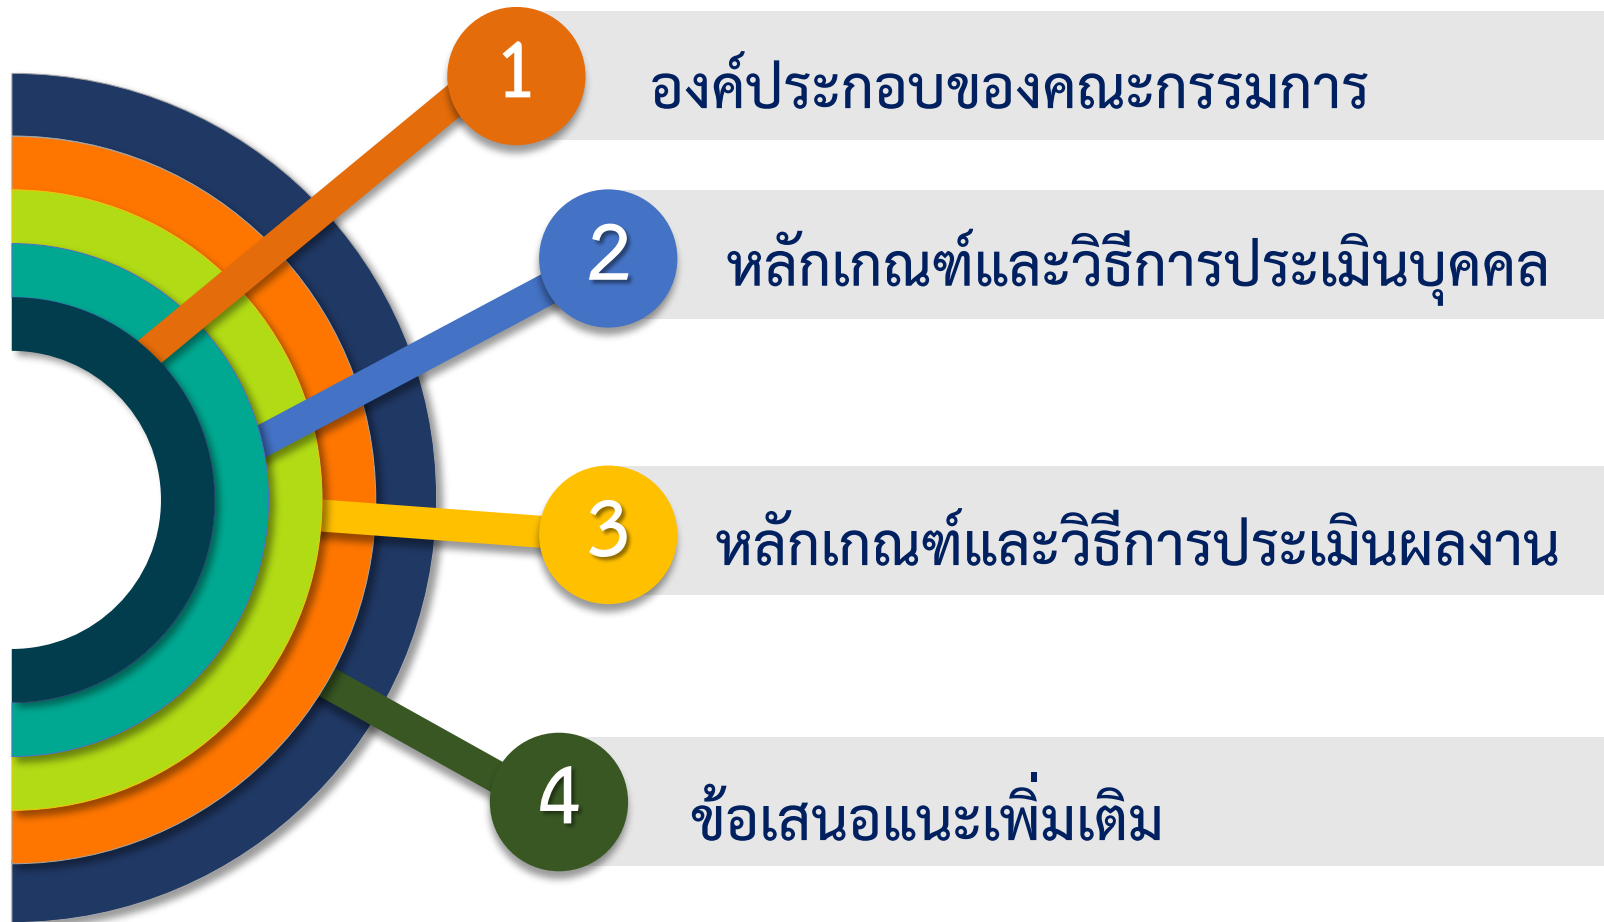 1 องค์ประกอบของคณะกรรมการ
2 หลักเกณฑ์และวิธีการประเมินบุคคล
3 หลักเกณฑ์และวิธีการประเมินผลงาน
4 ข้อเสนอแนะเพิ่มเติม